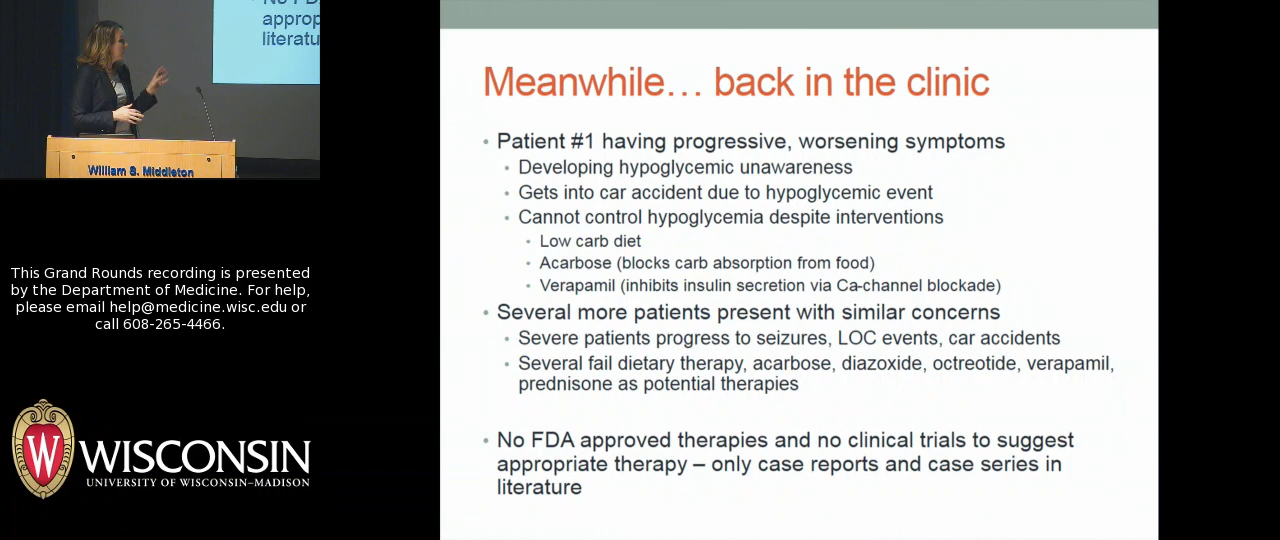 No FD
approp
literatu
William S. Middleton
This Grand Rounds recording is presented
by the Department of Medicine. For help,
please email help@medicine.wisc.edu or
call 608-265-4466.
W
WISCONSIN
UNIVERSITY OF WISCONSIN–MADISON
Meanwhile… back in the clinic
• Patient #1 having progressive, worsening symptoms
• Developing hypoglycemic unawareness
• Gets into car accident due to hypoglycemic event
• Cannot control hypoglycemia despite interventions
• Low carb diet
• Acarbose (blocks carb absorption from food)
• Verapamil (inhibits insulin secretion via Ca-channel blockade)
• Several more patients present with similar concerns
• Severe patients progress to seizures, LOC events, car accidents
• Several fail dietary therapy, acarbose, diazoxide, octreotide, verapamil,
prednisone as potential therapies
• No FDA approved therapies and no clinical trials to suggest
appropriate therapy – only case reports and case series in
literature